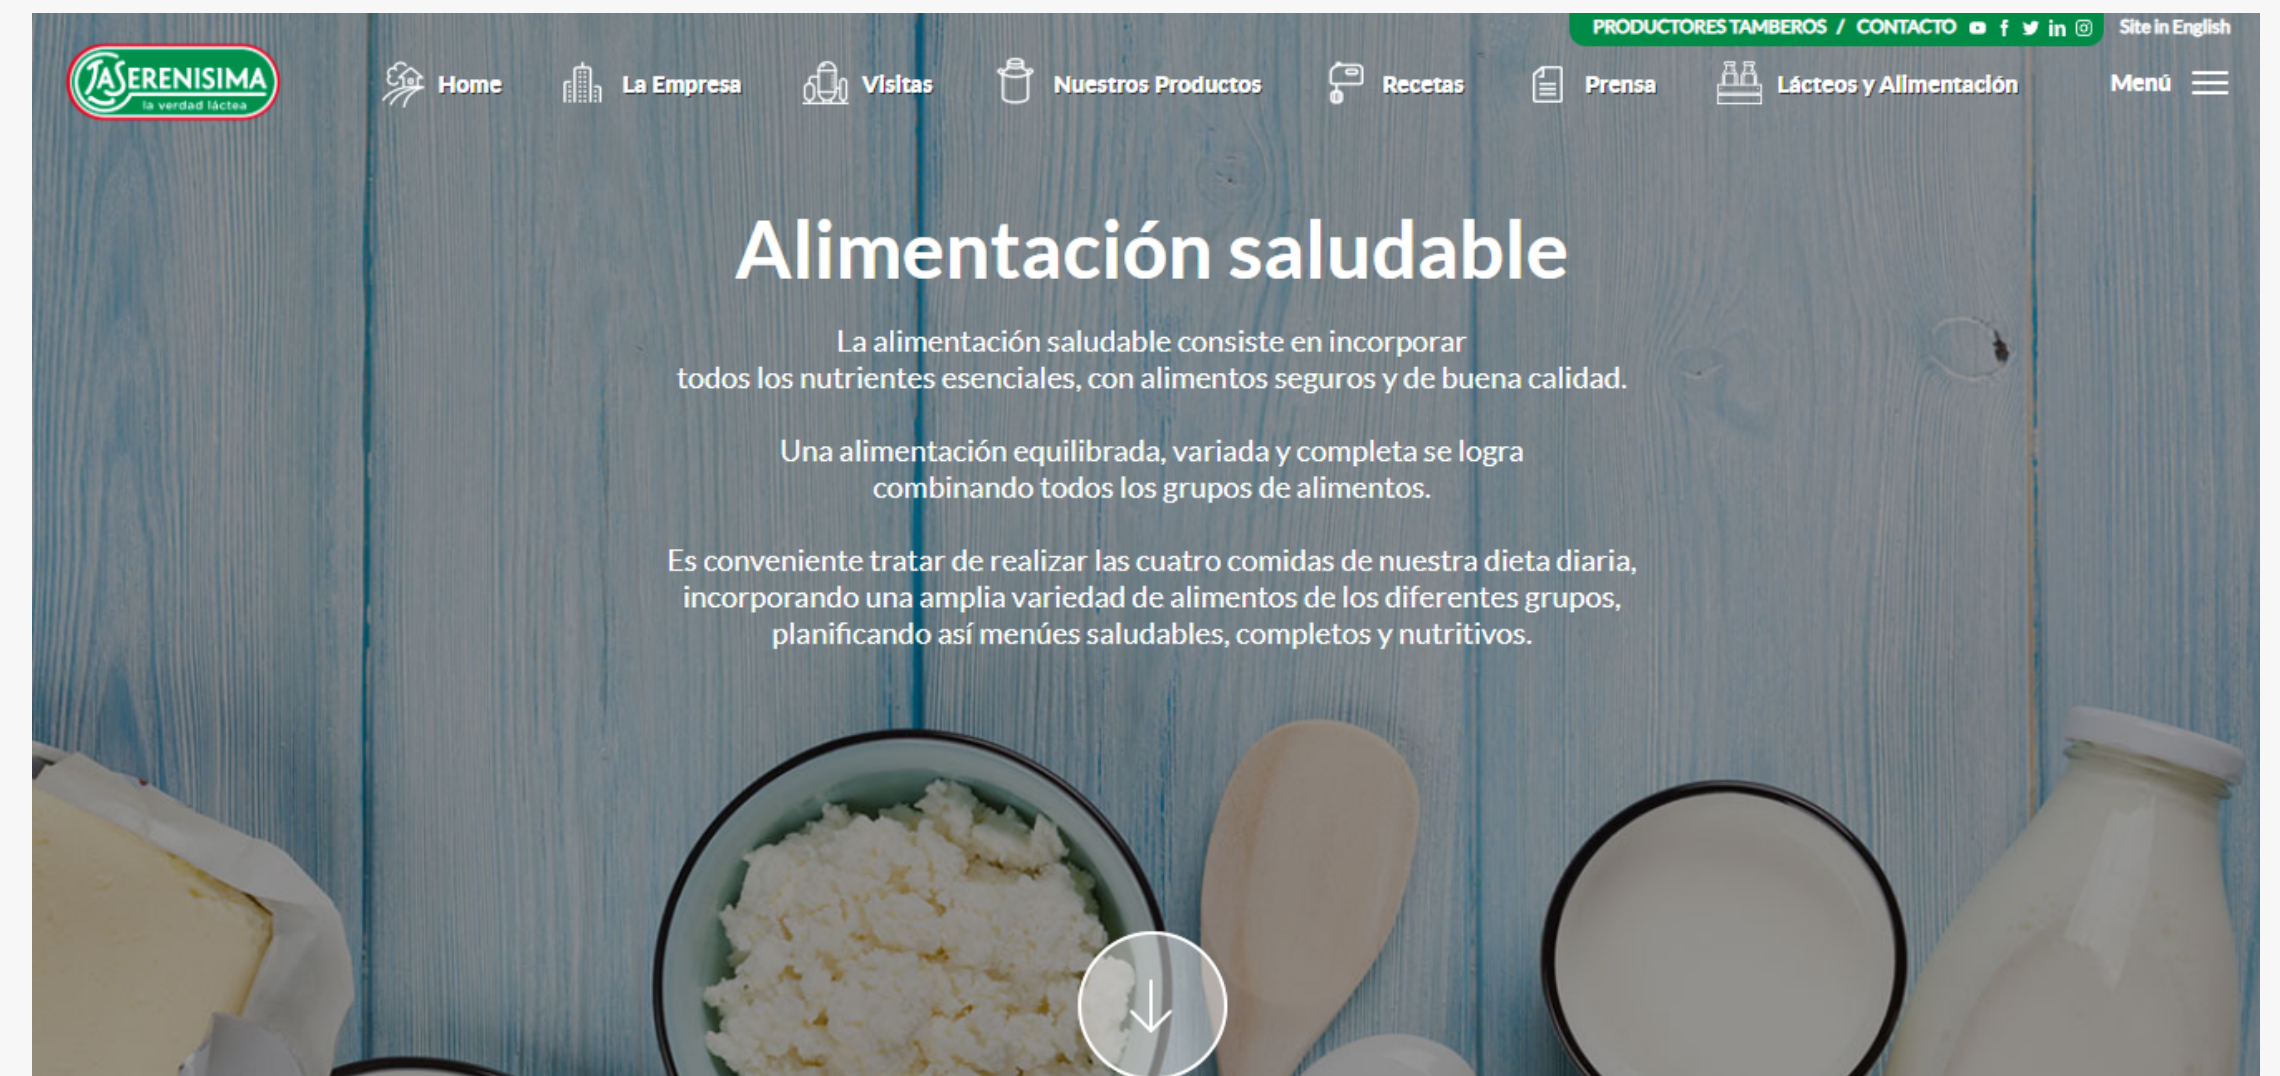 PRODUCTORES TAMBEROS / CONTACTO
Site in English
LASERENISIMA
la verdad láctea
Home
La Empresa
Visitas
Nuestros Productos
Recetas
Prensa
Lácteos y Alimentación
Menú
Alimentación saludable
La alimentación saludable consiste en incorporar
todos los nutrientes esenciales, con alimentos seguros y de buena calidad.
Una alimentación equilibrada, variada y completa se logra
combinando todos los grupos de alimentos.
Es conveniente tratar de realizar las cuatro comidas de nuestra dieta diaria,
incorporando una amplia variedad de alimentos de los diferentes grupos,
planificando así menúes saludables, completos y nutritivos.